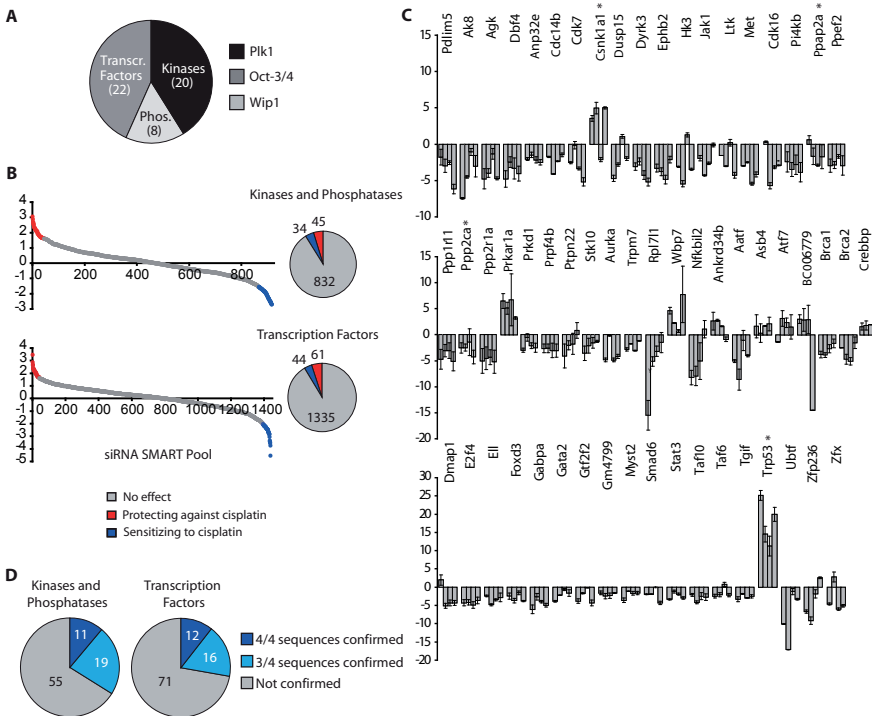 A
Transcr.
Factors
(22)
Kinases
(20)
Phos.
(8)
Plk1
Oct-3/4
Wip1
B
Kinases and Phosphatases
4
3
2
1
0
-1
-2
-3
0
200
400
600
800
34
45
832
Transcription Factors
4
3
2
1
0
-1
-2
-3
-4
-5
0
200
400
600
800
1000
1200
1400
44
61
1335
siRNA SMART Pool
No effect
Protecting against cisplatin
Sensitizing to cisplatin
C
Pdlim5
Ak8
Agk
Dbf4
Anp32e
Cdc14b
Cdk7
Csnk1a1 *
Dusp15
Dyrk3
Ephb2
Hk3
Jak1
Ltk
Met
Cdk16
PI4kb
Ppap2a *
Ppef2
15
10
5
0
-5
-10
Ppp1r11
Ppp2ca *
Ppp2r1a
Prkar1a
Prkd1
Prpf4b
Ptpn22
Stk10
Aurka
Trpm7
Rpl7l1
Wbp7
Nfkbil2
Ankrd34b
Aatf
Asb4
Atf7
BC006779
Brca1
Brca2
Crebbp
15
10
5
0
-5
-10
-15
-20
Dmap1
E2f4
Ell
Foxd3
Gabpa
Gata2
Gtf2f2
Gm4799
Myst2
Smad6
Stat3
Taf10
Taf6
Tgif
Trp53 *
Ubtf
Zfp236
Zfx
30
25
20
15
10
5
0
-5
-10
-15
-20
D
Kinases and
Phosphatases
11
19
55
Transcription
Factors
12
16
71
4/4 sequences confirmed
3/4 sequences confirmed
Not confirmed